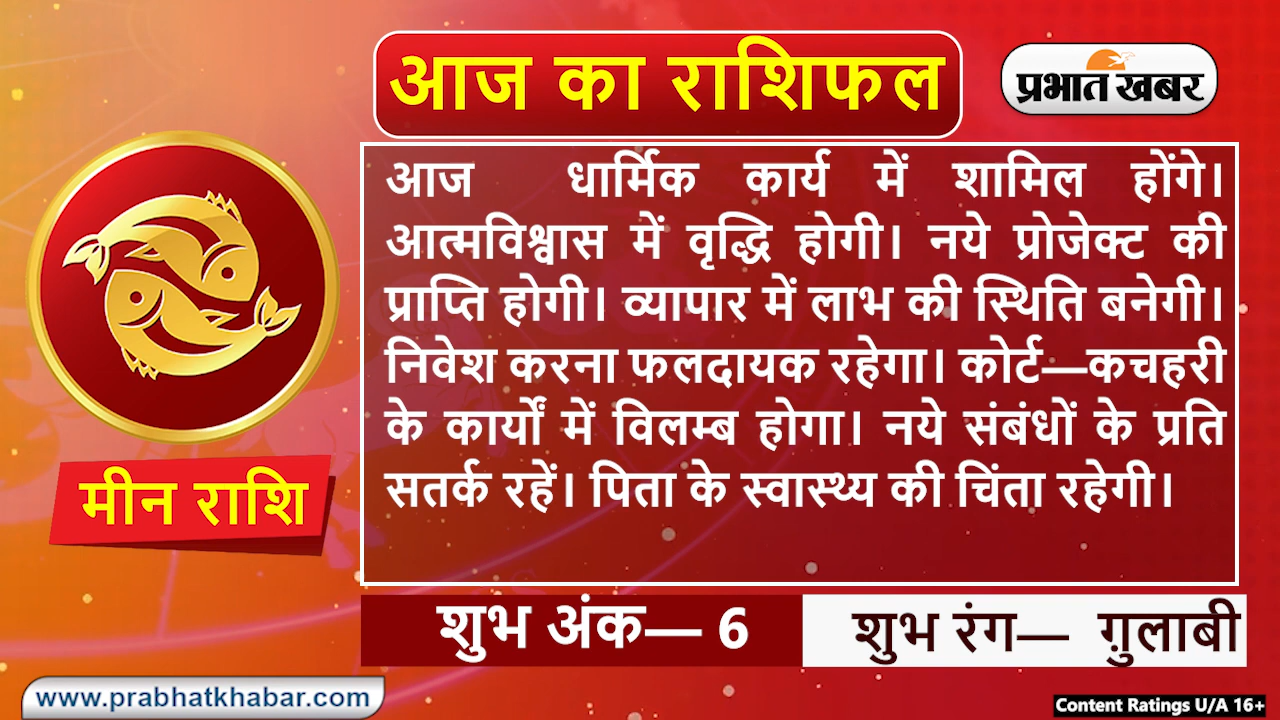 आज का राशिफल
प्रभात खबर
आज धार्मिक कार्य में शामिल होंगे।
आत्मविश्वास में वृद्धि होगी। नये प्रोजेक्ट की
प्राप्ति होगी। व्यापार में लाभ की स्थिति बनेगी।
निवेश करना फलदायक रहेगा। कोर्ट—कचहरी
के कार्यों में विलम्ब होगा। नये संबंधों के प्रति
सतर्क रहें। पिता के स्वास्थ्य की चिंता रहेगी।
मीन राशि
शुभ अंक— 6
शुभ रंग— ग़ुलाबी
www.prabhatkhabar.com
Content Ratings U/A 16+